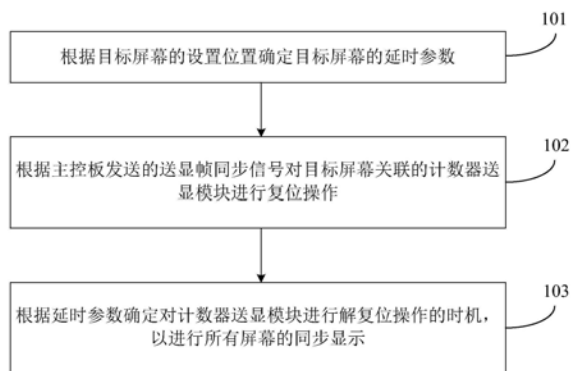 101
根据目标屏幕的设置位置确定目标屏幕的延时参数
102
根据主控板发送的送显帧同步信号对目标屏幕关联的计数器送
显模块进行复位操作
103
根据延时参数确定对计数器送显模块进行解复位操作的时机,
以进行所有屏幕的同步显示